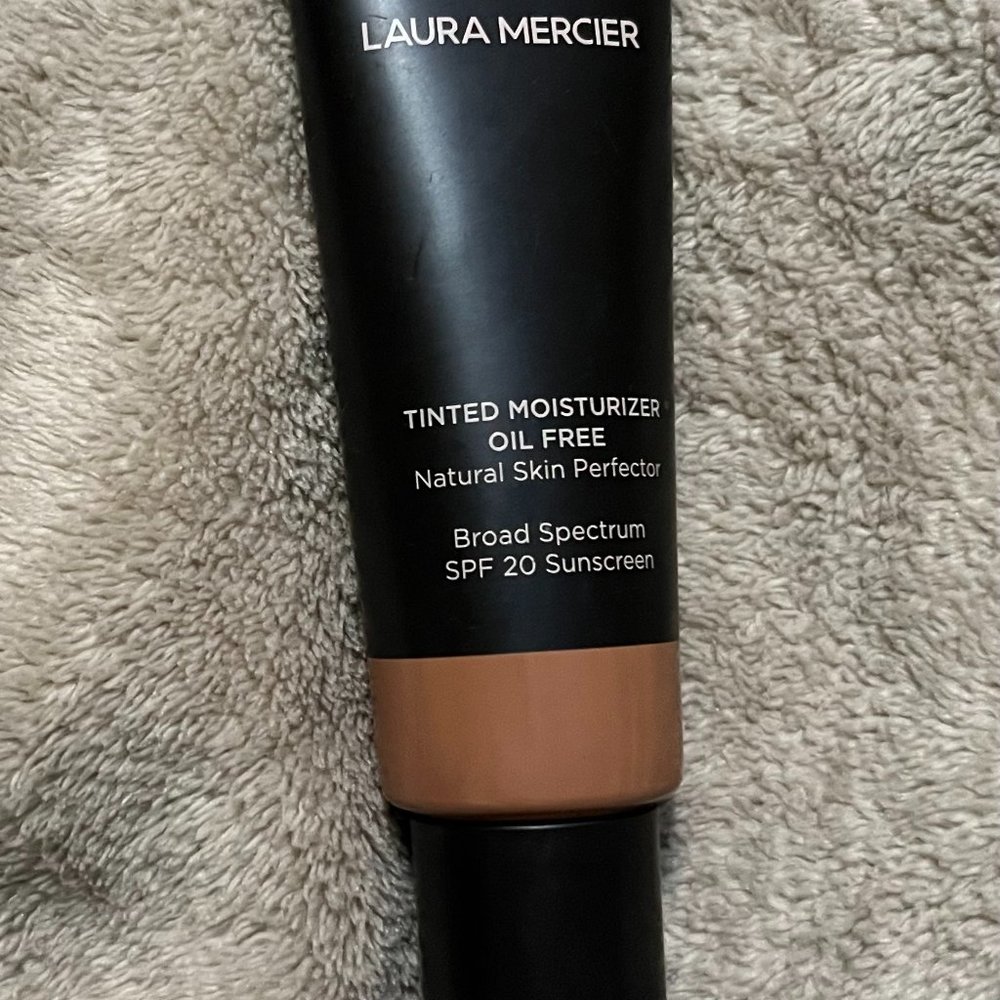 LAURA MERCIER
TINTED MOISTURIZER
OIL FREE
Natural Skin Perfector
Broad Spectrum
SPF 20 Sunscreen